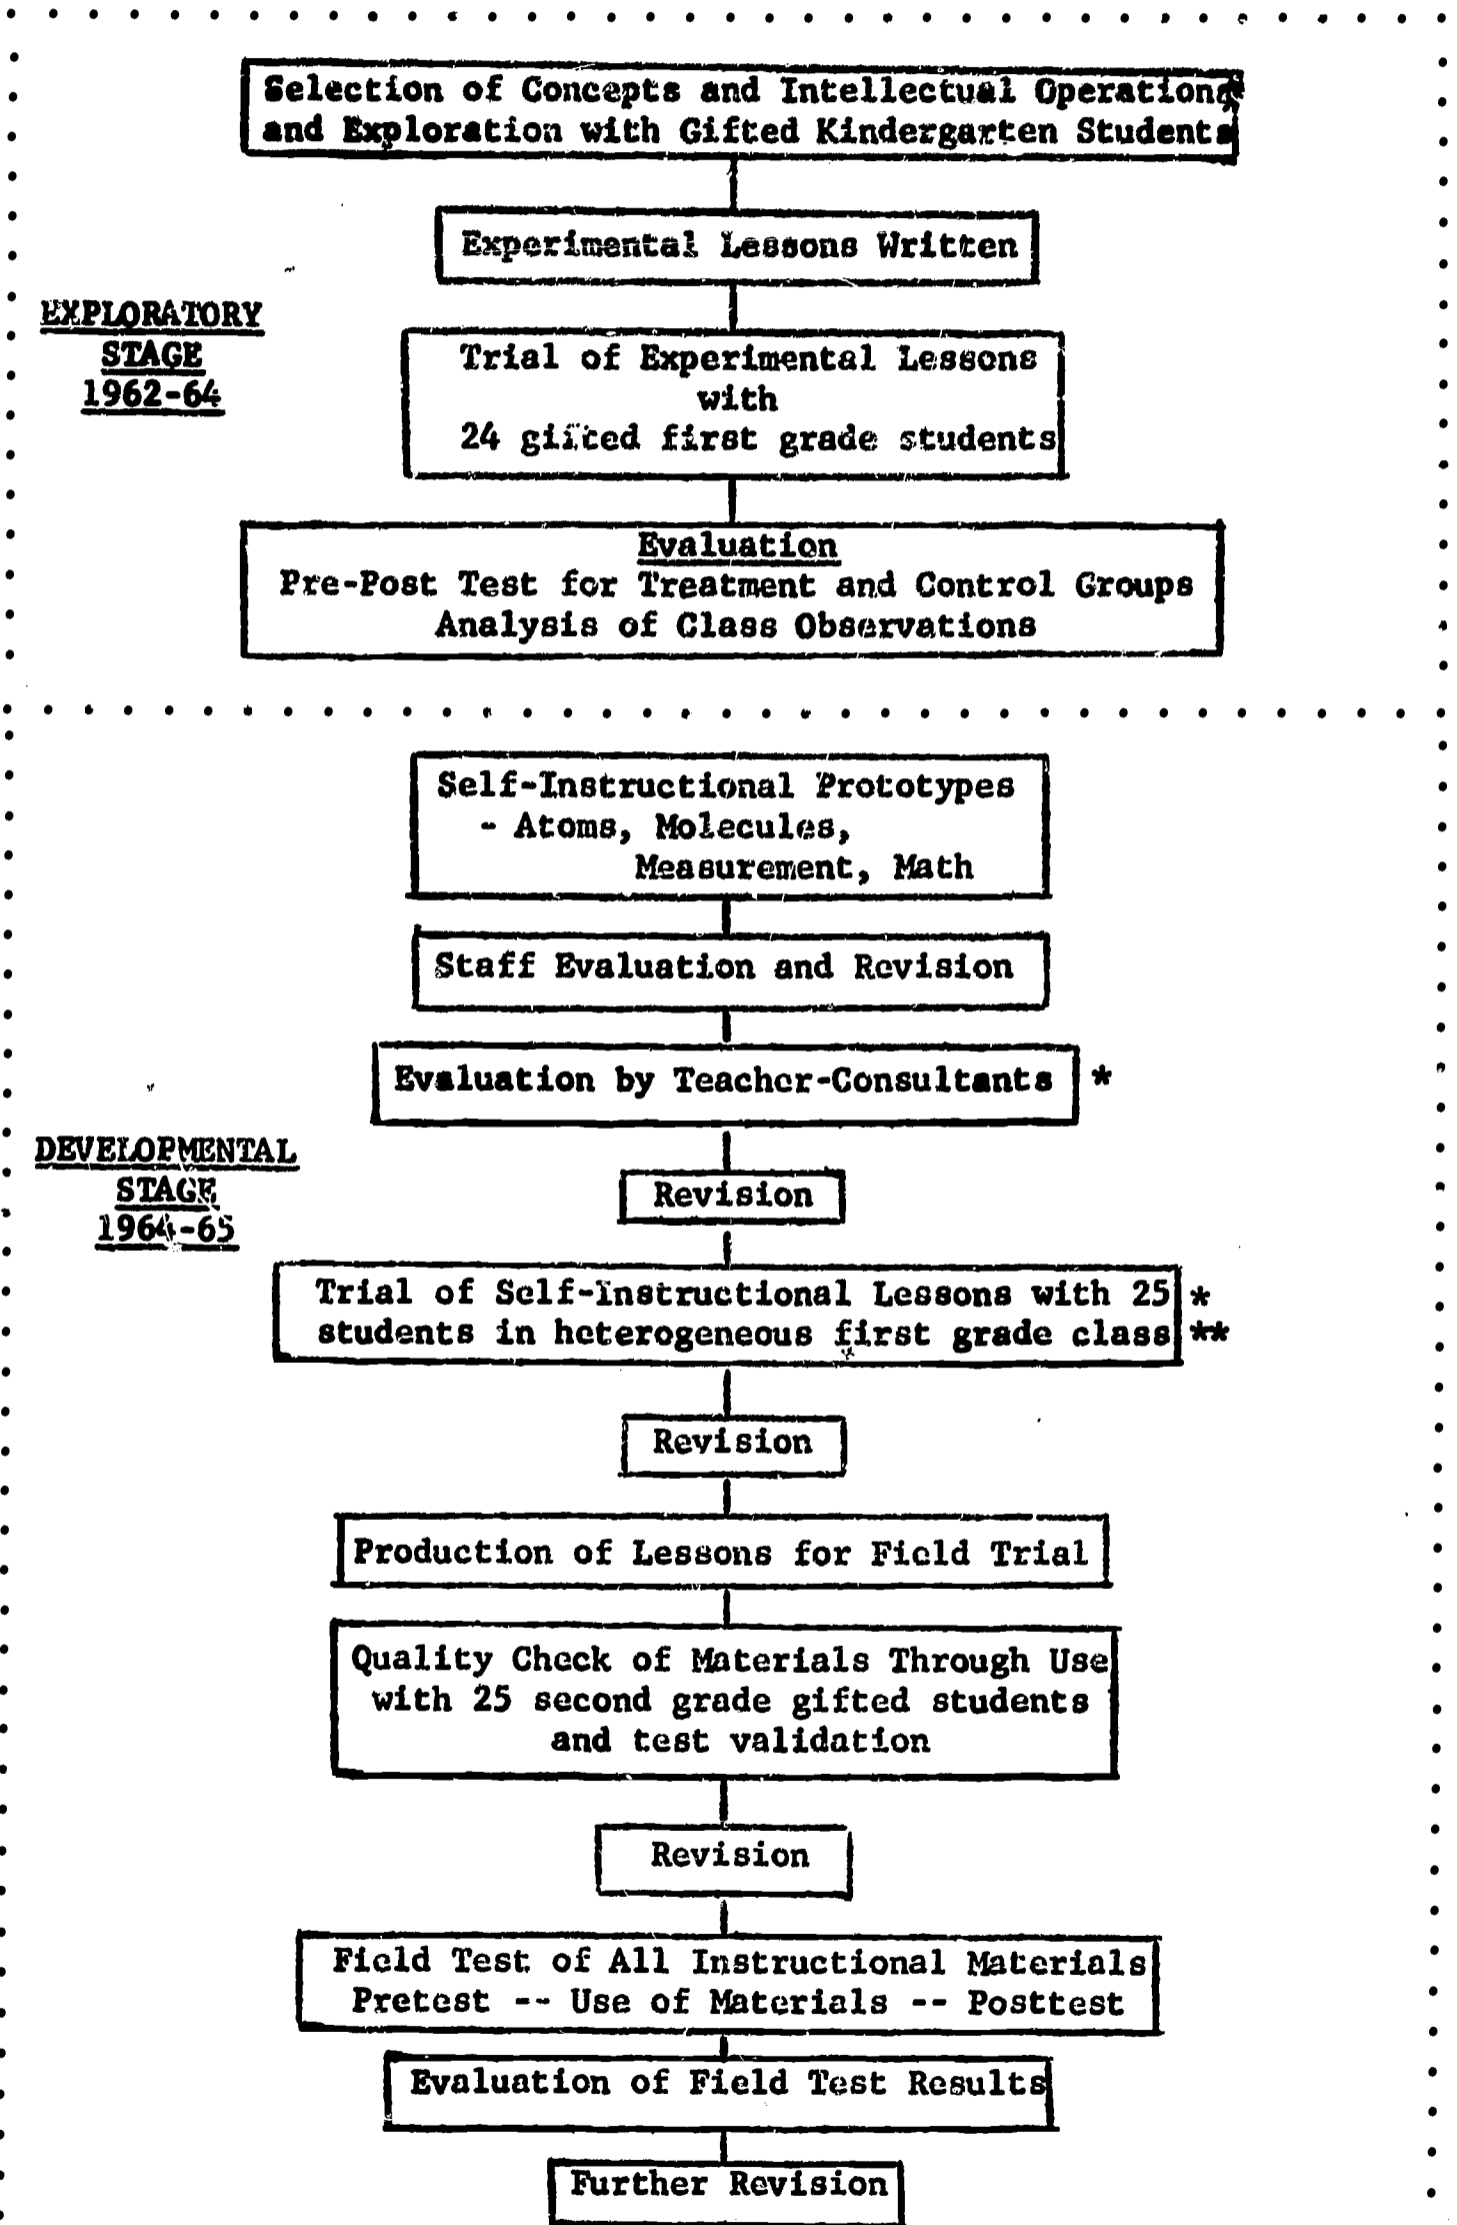 Selection of Concepts and Intellectual Operations
and Exploration with Gifted Kindergarten Students
Experimental Lessons Written
EXPLORATORY
STAGE
1962-64
Trial of Experimental Lessons
with
24 gifted first grade students
Evaluation
Pre-Post Test for Treatment and Control Groups
Analysis of Class Observations
Self-Instructional Prototypes
- Atoms, Molecules,
Measurement, Math
Staff Evaluation and Revision
Evaluation by Teacher-Consultants *
DEVELOPMENTAL
STAGE
1964-65
Revision
Trial of Self-Instructional Lessons with 25 *
students in heterogeneous first grade class **
Revision
Production of Lessons for Field Trial
Quality Check of Materials Through Use
with 25 second grade gifted students
and test validation
Revision
Field Test of All Instructional Materials
Pretest -- Use of Materials -- Posttest
Evaluation of Field Test Results
Further Revision